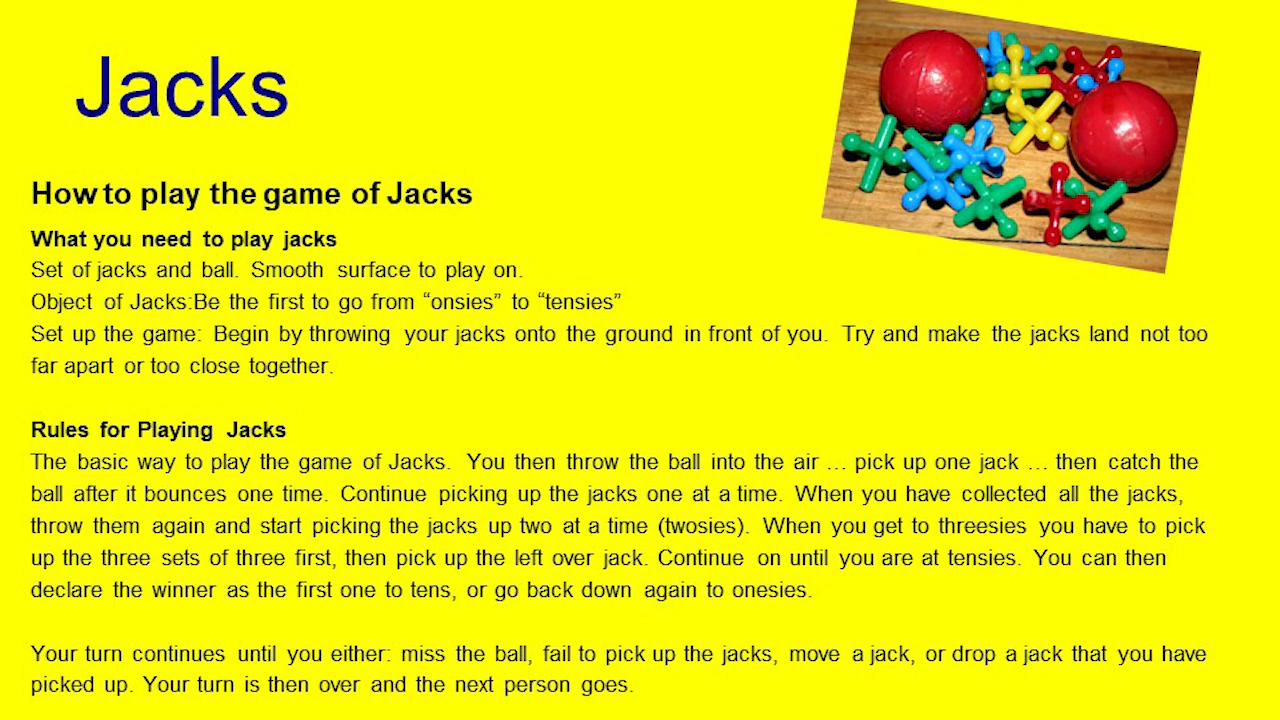 Jacks
How to play the game of Jacks
What you need to play jacks
Set of jacks and ball. Smooth surface to play on.
Object of Jacks:Be the first to go from “onsies” to “tensies”
Set up the game: Begin by throwing your jacks onto the ground in front of you. Try and make the jacks land not too
far apart or too close together.
Rules for Playing Jacks
The basic way to play the game of Jacks. You then throw the ball into the air … pick up one jack … then catch the
ball after it bounces one time. Continue picking up the jacks one at a time. When you have collected all the jacks,
throw them again and start picking the jacks up two at a time (twosies). When you get to threesies you have to pick
up the three sets of three first, then pick up the left over jack. Continue on until you are at tensies. You can then
declare the winner as the first one to tens, or go back down again to onesies.
Your turn continues until you either: miss the ball, fail to pick up the jacks, move a jack, or drop a jack that you have
picked up. Your turn is then over and the next person goes.